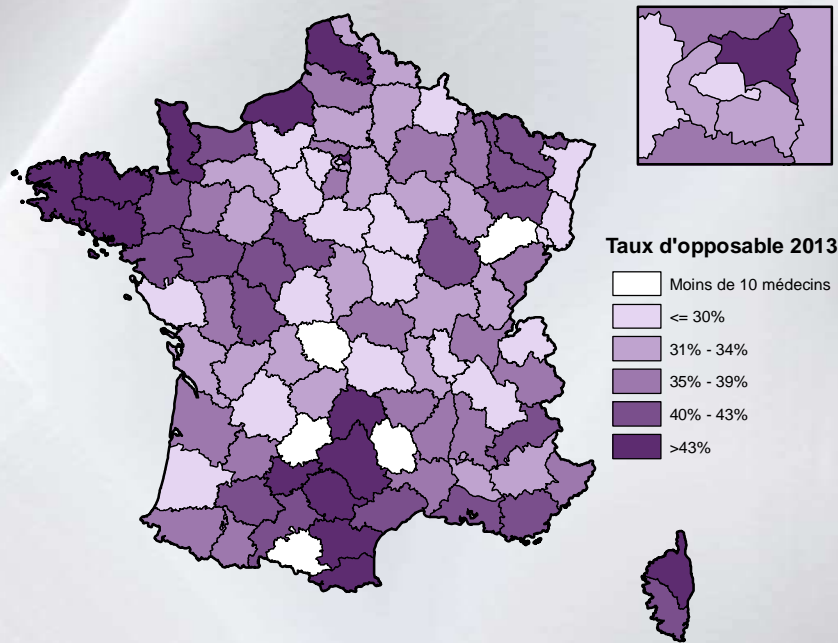 Taux d'opposable 2013
Moins de 10 médecins
<= 30%
31% - 34%
35% - 39%
40% - 43%
>43%